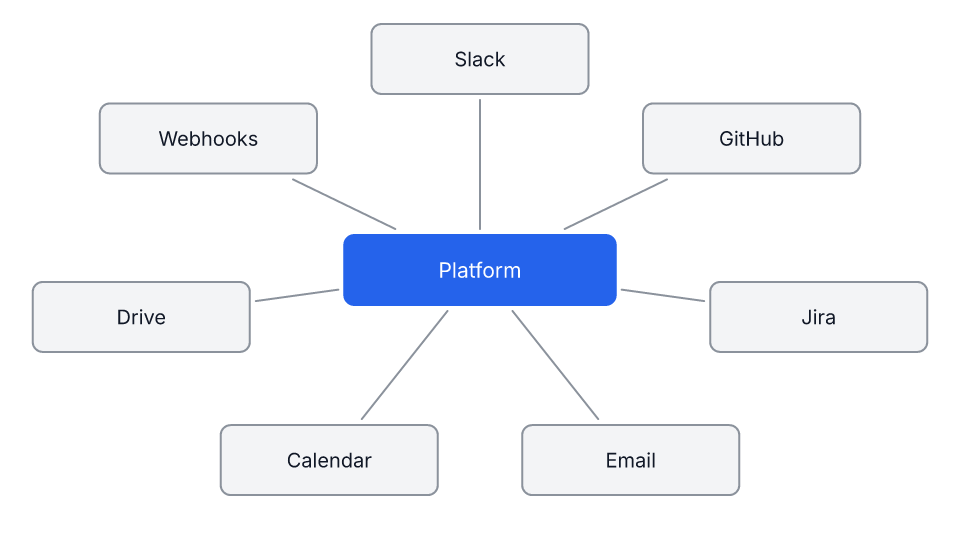 Slack
Webhooks
GitHub
Platform
Drive
Jira
Calendar
Email